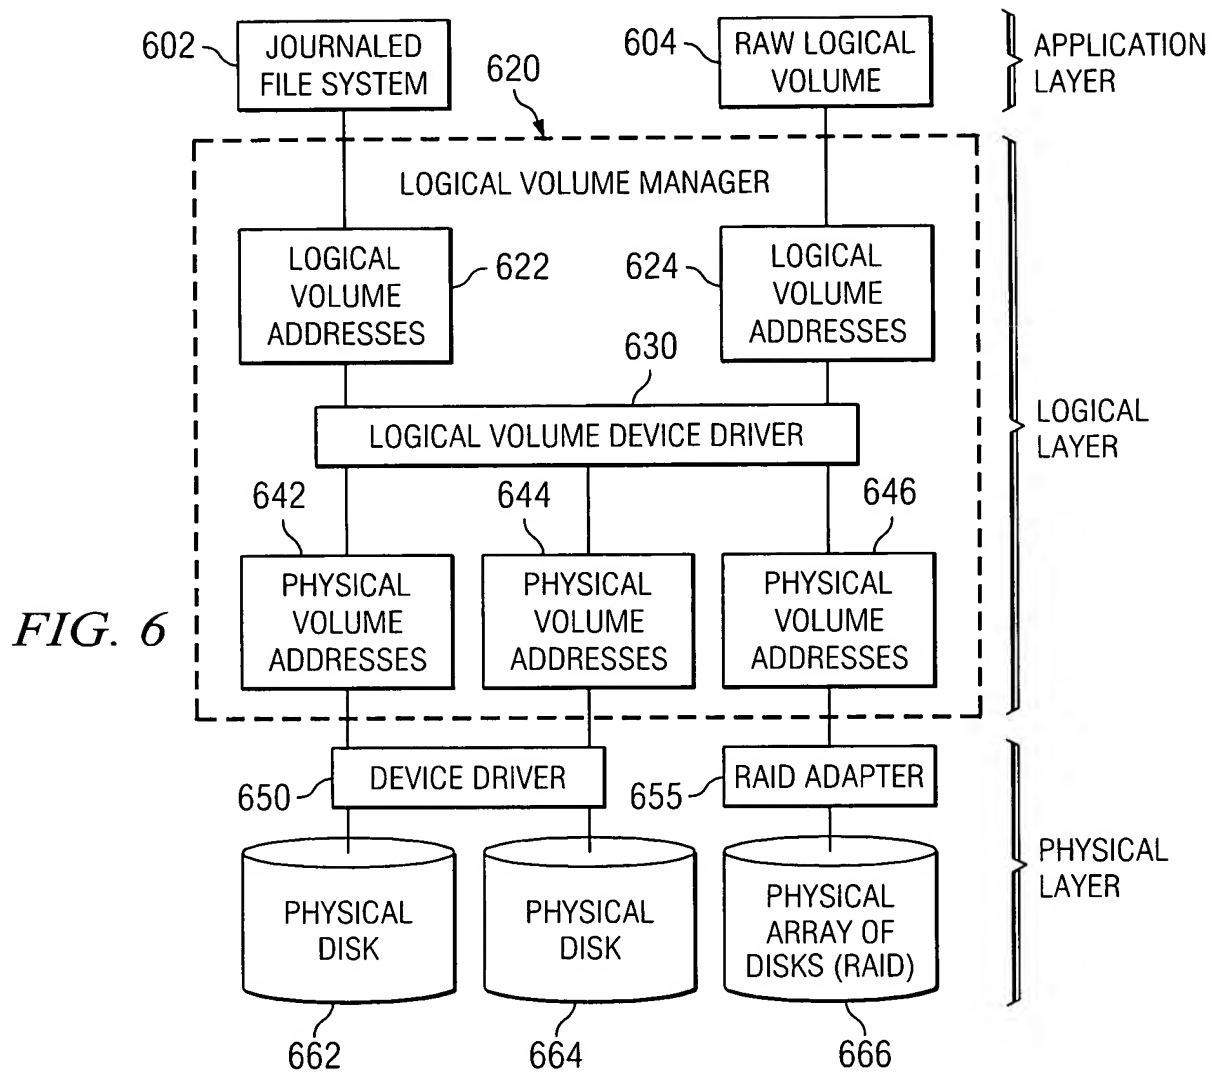 602
JOURNALED
FILE SYSTEM
620
604
RAW LOGICAL
VOLUME
APPLICATION
LAYER
LOGICAL VOLUME MANAGER
LOGICAL
VOLUME
ADDRESSES
622
624
LOGICAL
VOLUME
ADDRESSES
630
LOGICAL VOLUME DEVICE DRIVER
LOGICAL
LAYER
642
644
646
PHYSICAL
VOLUME
ADDRESSES
PHYSICAL
VOLUME
ADDRESSES
PHYSICAL
VOLUME
ADDRESSES
FIG. 6
650
DEVICE DRIVER
655
RAID ADAPTER
PHYSICAL
LAYER
PHYSICAL
DISK
PHYSICAL
DISK
PHYSICAL
ARRAY OF
DISKS (RAID)
662
664
666